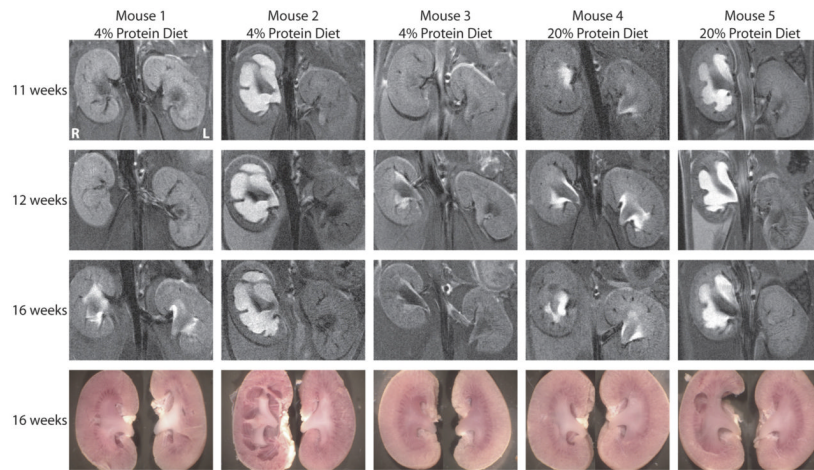 Mouse 1
4% Protein Diet
Mouse 2
4% Protein Diet
Mouse 3
4% Protein Diet
Mouse 4
20% Protein Diet
Mouse 5
20% Protein Diet
11 weeks
R
L
12 weeks
16 weeks
16 weeks